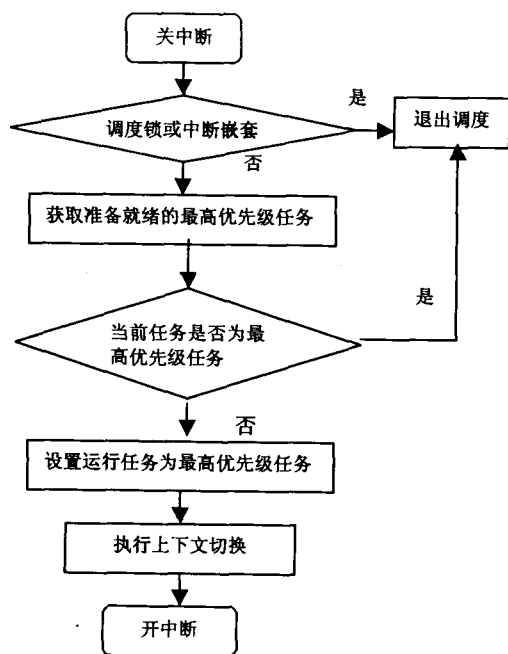 关中断
是
调度锁或中断嵌套
退出调度
否
获取准备就绪的最高优先级任务
是
当前任务是否为最
高优先级任务
否
设置运行任务为最高优先级任务
执行上下文切换
开中断